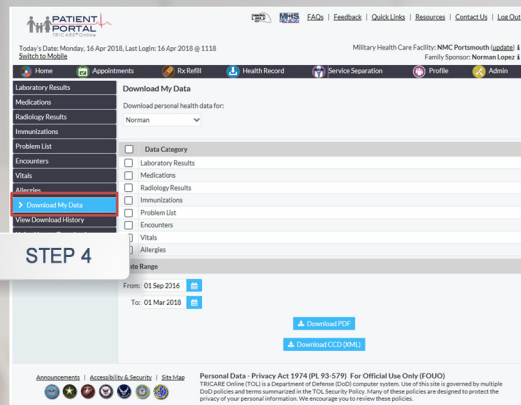 PATIENT
PORTAL
TRICARE Online
MHS FAQs | Feedback | Quick Links | Resources | Contact Us | Log Out
Today's Date: Monday, 16 Apr 2018, Last Login: 16 Apr 2018 @ 1118
Switch to Mobile
Military Health Care Facility: NMC Portsmouth (update)
Family Sponsor: Norman Lopez
Home Appointments Rx Refill Health Record Service Separation Profile Admin
Laboratory Results
Medications
Radiology Results
Immunizations
Problem List
Encounters
Vitals
Allergies
Download My Data
View Download History
STEP 4
Download My Data
Download personal health data for:
Norman
Data Category
Laboratory Results
Medications
Radiology Results
Immunizations
Problem List
Encounters
Vitals
Allergies
Range
From: 01 Sep 2316
To: 01 Mar 2018
Download PDF
Download CCD (XML)
Announcements | Accessibility & Security | Site Map
Personal Data - Privacy Act 1974 (PL 93-579) For Official Use Only (FOUO)
TRICARE Online (TOL) is a Department of Defense (DoD) computer system. Use of this site is governed by multiple
DoD policies and terms summarized in the TOL Security Policy. Many of these policies are designed to protect the
privacy of your personal information. We encourage you to review these policies.